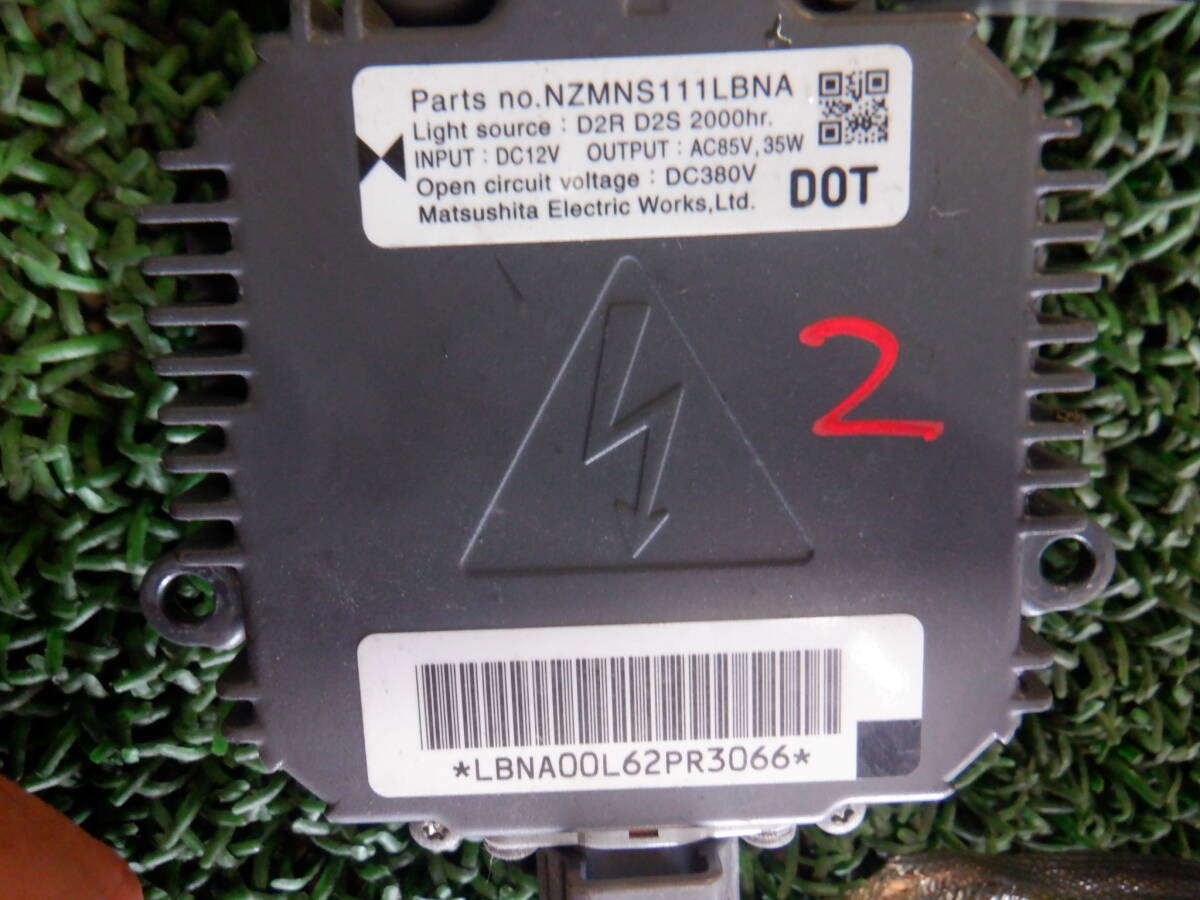 Parts no.NZMNS111LBNA
Light source : D2R D2S 2000hr.
INPUT : DC12V OUTPUT : AC85V, 35W
Open circuit voltage : DC380V
Matsushita Electric Works,Ltd.
DOT
2
*LBNA00L62PR3066*